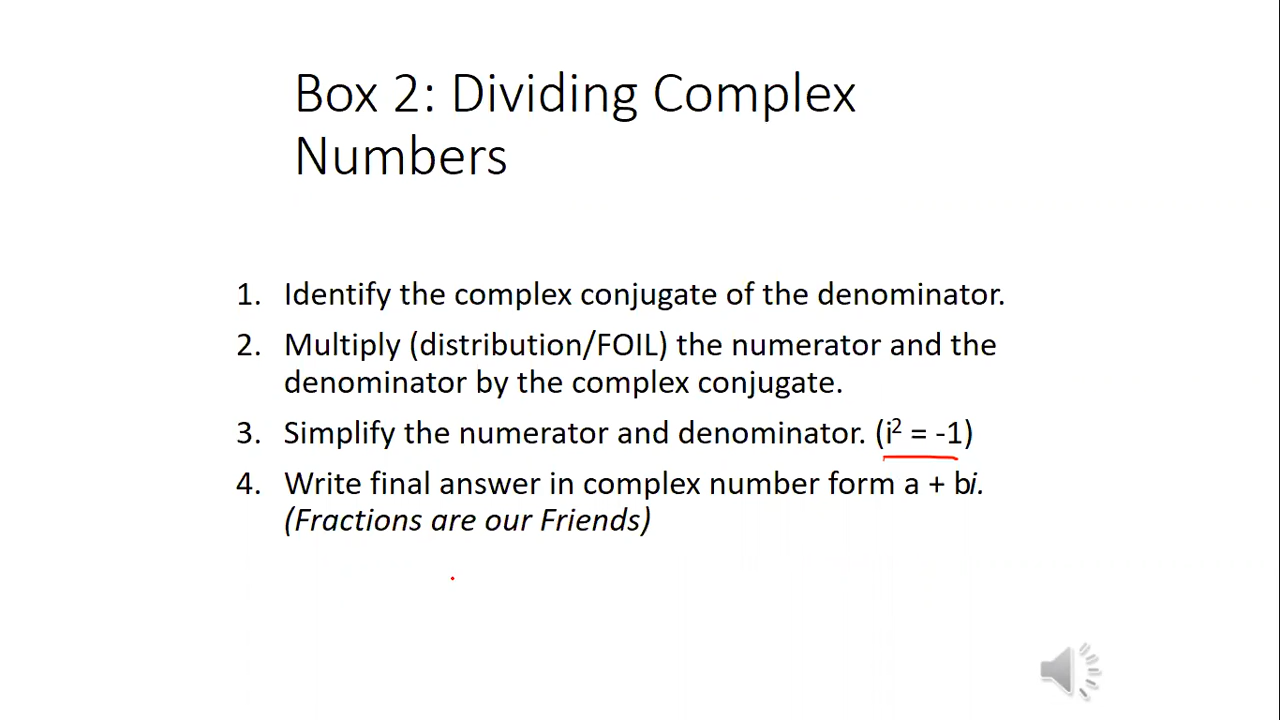 Box 2: Dividing Complex
Numbers
1. Identify the complex conjugate of the denominator.
2. Multiply (distribution/FOIL) the numerator and the
denominator by the complex conjugate.
3. Simplify the numerator and denominator. (i² = -1)
4. Write final answer in complex number form a + bi.
(Fractions are our Friends)